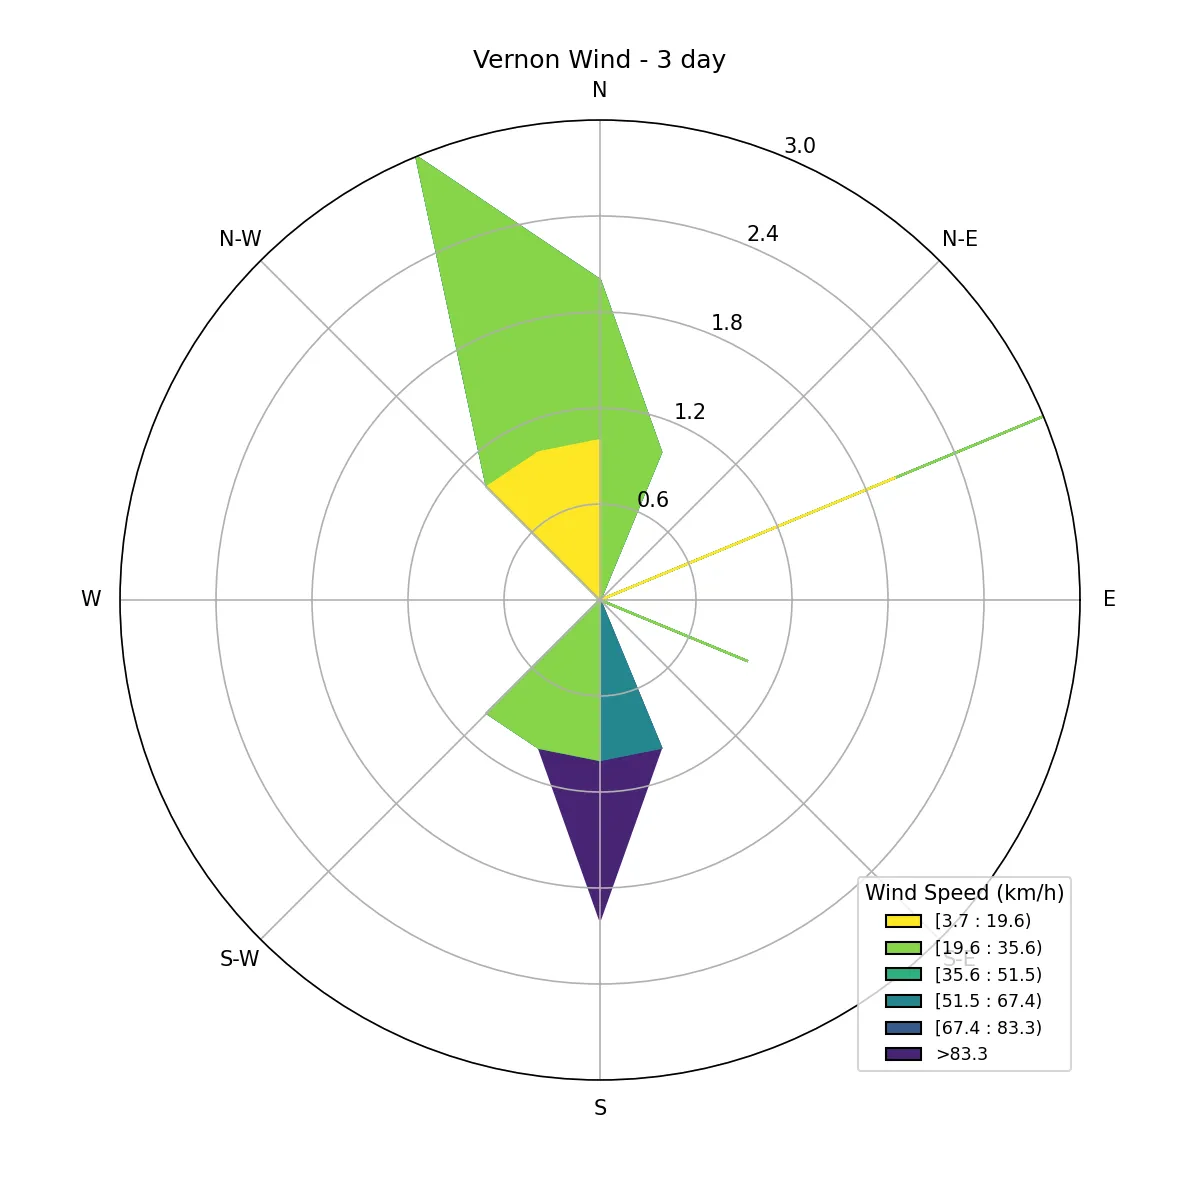 Vernon Wind - 3 day
N
3.0
N-W
2.4
N-E
1.8
1.2
0.6
W
E
Wind Speed (km/h)
[3.7 : 19.6)
[19.6 : 35.6)
S-W
S-E
[35.6 : 51.5)
[51.5 : 67.4)
[67.4 : 83.3)
>83.3
S